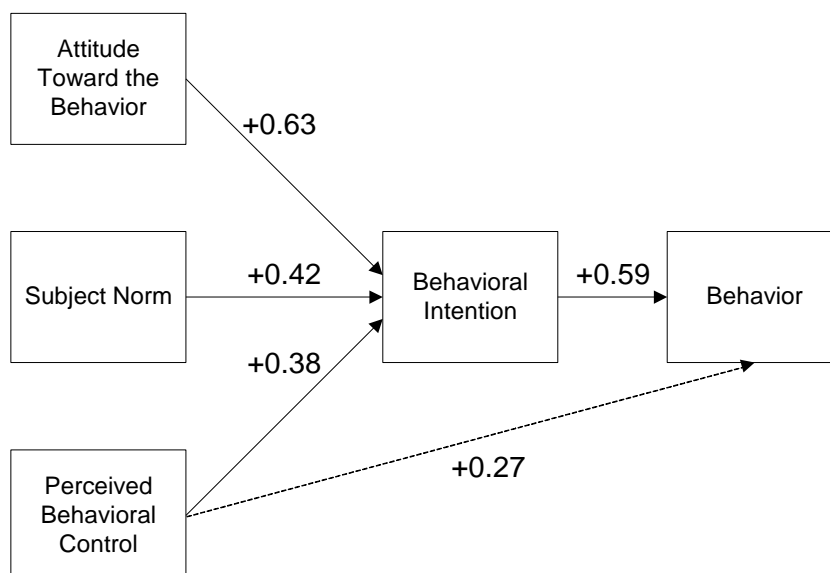 Attitude
Toward the
Behavior
+0.63
Subject Norm
+0.42
Behavioral
Intention
+0.59
Behavior
+0.38
+0.27
Perceived
Behavioral
Control